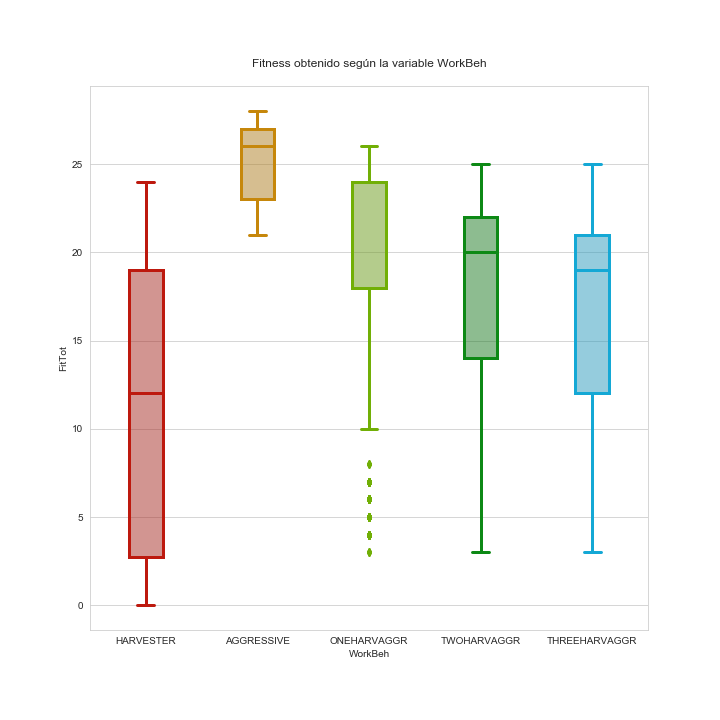 Fitness obtenido según la variable WorkBeh
FitTot
25
20
15
10
5
0
HARVESTER AGGRESSIVE ONEHARVAGGR TWOHARVAGGR THREEHARVAGGR
WorkBeh